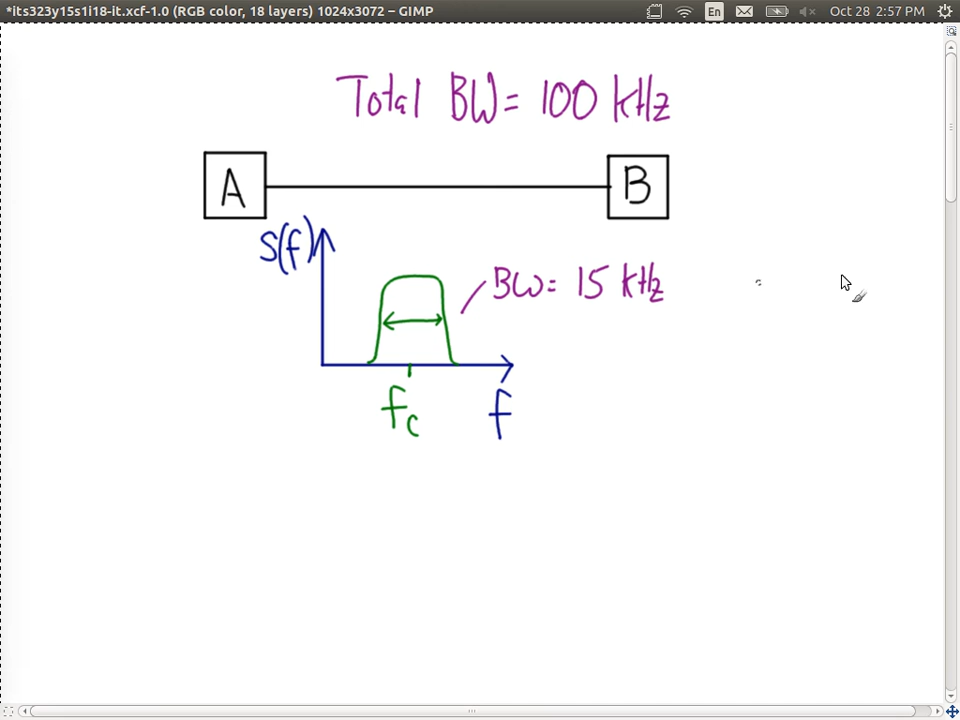 *its323y15s1i18-it.xcf-1.0 (RGB color, 18 layers) 1024x3072 – GIMP
En
Oct 28 2:57 PM
Total BW = 100 kHz
A
B
S(f)
BW = 15 kHz
fc
f